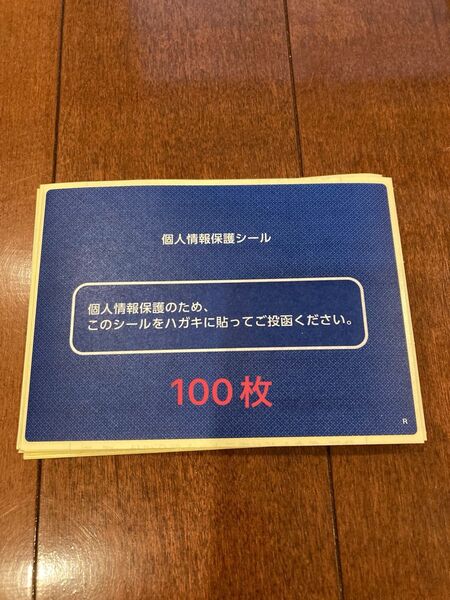 個人情報保護シール
個人情報保護のため、
このシールをハガキに貼ってご投函ください。
100枚
R